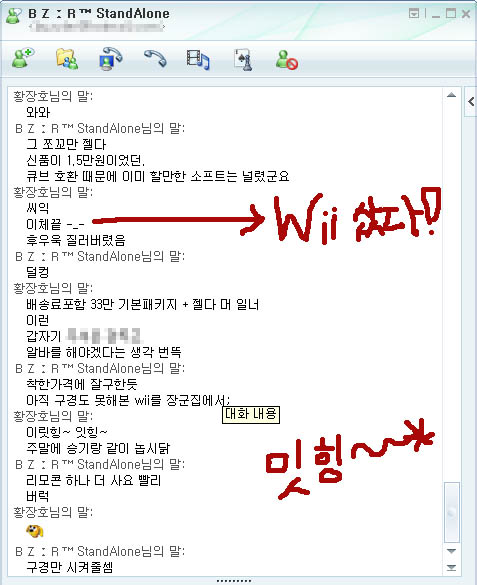 B Z : R ™ StandAlone
황장호님의 말:
와와
B Z : R ™ StandAlone님의 말:
그 쪼꼬만 젤다
신품이 1.5만원이었던.
큐브 호환 때문에 이미 할만한 소프트는 널렸군요
황장호님의 말:
씨익
이체끝 -_-
후우욱 질러버렸음
Wii 샀다!
B Z : R ™ StandAlone님의 말:
덜컹
황장호님의 말:
배송료포함 33만 기본패키지 + 젤다 머 일너
이런
갑자기
알바를 해야겠다는 생각 번뜩
B Z : R ™ StandAlone님의 말:
착한가격에 잘구한듯
아직 구경도 못해본 wii를 장군집에서;
대화 내용
황장호님의 말:
이릿힝~ 잇힝~
주말에 승기랑 같이 놉시닭
밋힝~~*
B Z : R ™ StandAlone님의 말:
리모콘 하나 더 사요 빨리
버럭
황장호님의 말:
B Z : R ™ StandAlone님의 말:
구경만 시켜줄셈